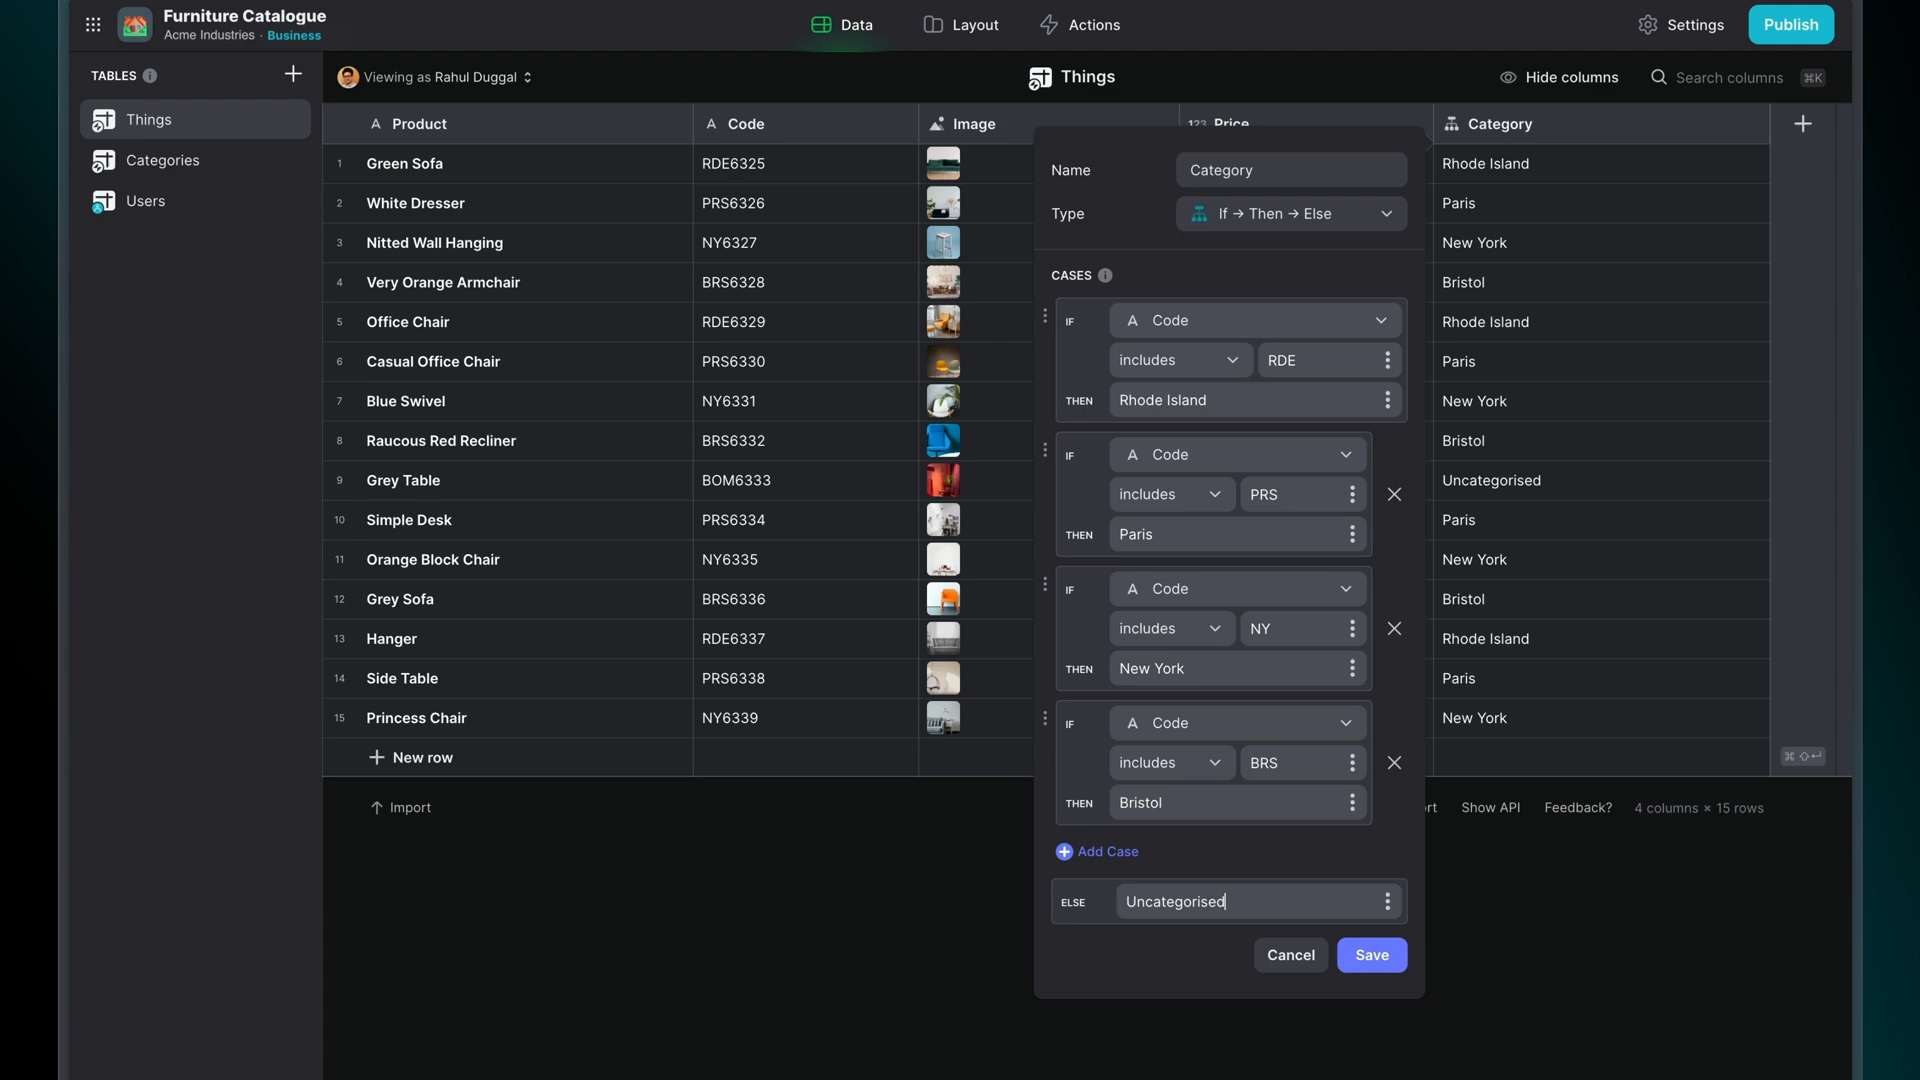 Furniture Catalogue
Acme Industries · Business
Data
Layout
Actions
Settings
Publish
TABLES
Things
Categories
Users
Viewing as Rahul Duggal
Things
Hide columns
Search columns ⌘K
Product Code Image Price Category
1 Green Sofa RDE6325 Rhode Island
2 White Dresser PRS6326 Paris
3 Nitted Wall Hanging NY6327 New York
4 Very Orange Armchair BRS6328 Bristol
5 Office Chair RDE6329 Rhode Island
6 Casual Office Chair PRS6330 Paris
7 Blue Swivel NY6331 New York
8 Raucous Red Recliner BRS6332 Bristol
9 Grey Table BOM6333 Uncategorised
10 Simple Desk PRS6334 Paris
11 Orange Block Chair NY6335 New York
12 Grey Sofa BRS6336 Bristol
13 Hanger RDE6337 Rhode Island
14 Side Table PRS6338 Paris
15 Princess Chair NY6339 New York
New row
Import
Show API Feedback? 4 columns × 15 rows
Name Category
Type If → Then → Else
CASES
IF Code
includes RDE
THEN Rhode Island
IF Code
includes PRS
THEN Paris
IF Code
includes NY
THEN New York
IF Code
includes BRS
THEN Bristol
Add Case
ELSE Uncategorised
Cancel Save